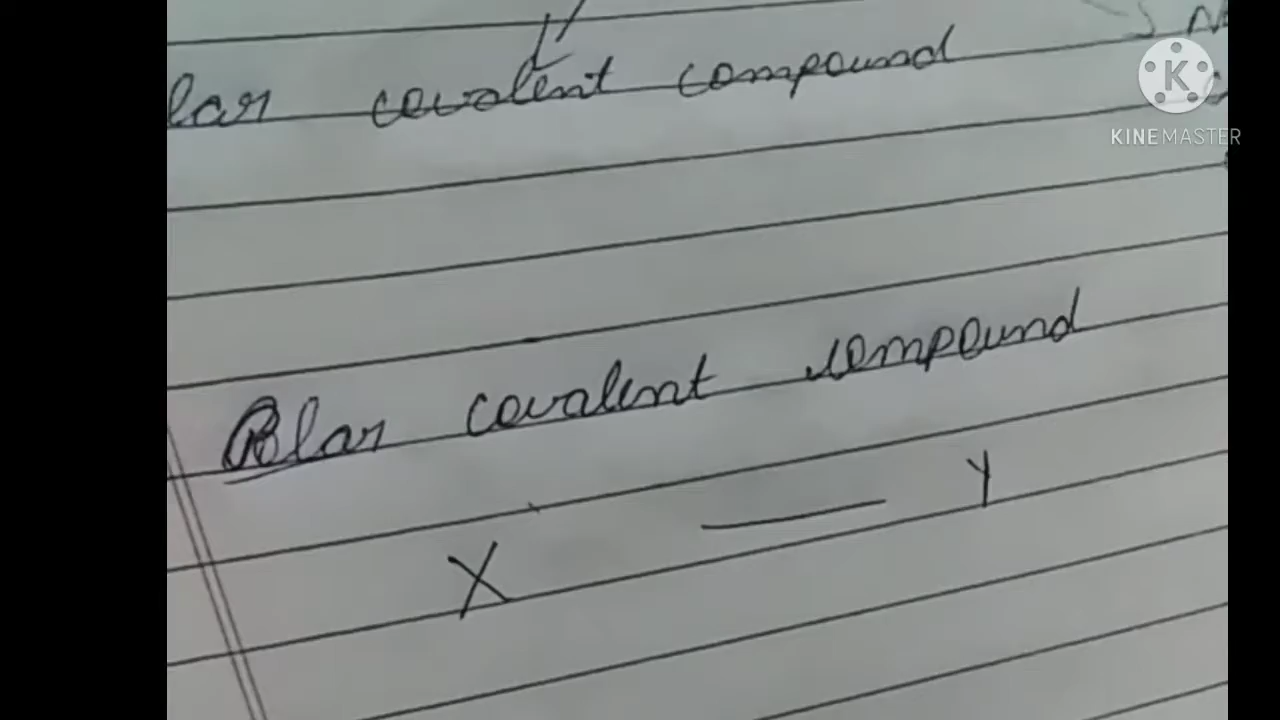 lar covalent compound
KINEMASTER
Polar covalent compound
X — Y